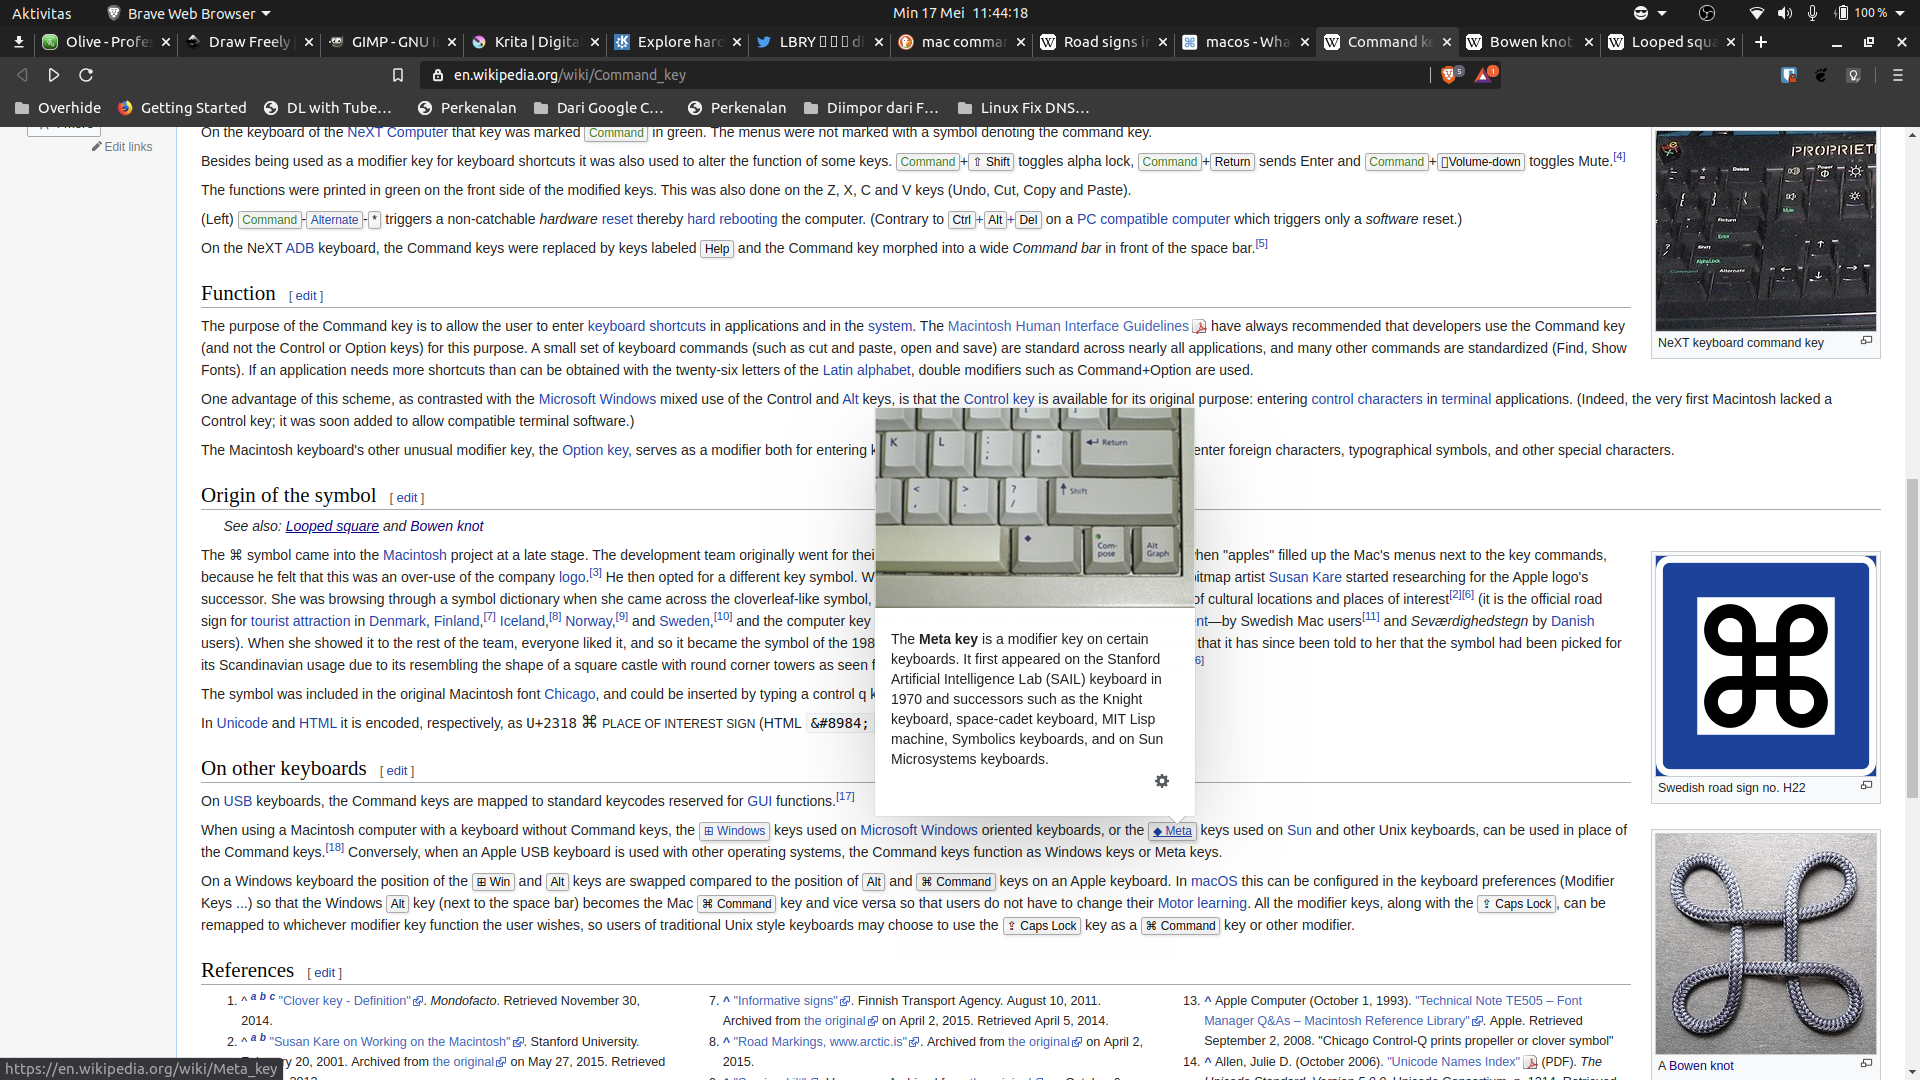 Aktivitas
Brave Web Browser
Min 17 Mei 11:44:18
100 %
Olive - Profes
Draw Freely
GIMP - GNU I
Krita | Digita
Explore hard
LBRY
mac comman
Road signs in
macos - Wha
Command ke
Bowen knot
Looped squa
en.wikipedia.org/wiki/Command_key
5
1
Overhide
Getting Started
DL with Tube…
Perkenalan
Dari Google C…
Perkenalan
Diimpor dari F…
Linux Fix DNS…
Edit links
On the keyboard of the NeXT Computer that key was marked Command in green. The menus were not marked with a symbol denoting the command key.
Besides being used as a modifier key for keyboard shortcuts it was also used to alter the function of some keys. Command+⇧ Shift toggles alpha lock, Command+Return sends Enter and Command+Volume-down toggles Mute.[4]
The functions were printed in green on the front side of the modified keys. This was also done on the Z, X, C and V keys (Undo, Cut, Copy and Paste).
(Left) Command-Alternate-* triggers a non-catchable hardware reset thereby hard rebooting the computer. (Contrary to Ctrl+Alt+Del on a PC compatible computer which triggers only a software reset.)
On the NeXT ADB keyboard, the Command keys were replaced by keys labeled Help and the Command key morphed into a wide Command bar in front of the space bar.[5]
PROPRIET
Delete
Return
Mute
Enter
Shift
Alpha Lock
Command
Alternate
NeXT keyboard command key
Function [ edit ]
The purpose of the Command key is to allow the user to enter keyboard shortcuts in applications and in the system. The Macintosh Human Interface Guidelines have always recommended that developers use the Command key
(and not the Control or Option keys) for this purpose. A small set of keyboard commands (such as cut and paste, open and save) are standard across nearly all applications, and many other commands are standardized (Find, Show
Fonts). If an application needs more shortcuts than can be obtained with the twenty-six letters of the Latin alphabet, double modifiers such as Command+Option are used.
One advantage of this scheme, as contrasted with the Microsoft Windows mixed use of the Control and Alt keys, is that the Control key is available for its original purpose: entering control characters in terminal applications. (Indeed, the very first Macintosh lacked a
Control key; it was soon added to allow compatible terminal software.)
The Macintosh keyboard's other unusual modifier key, the Option key, serves as a modifier both for entering
enter foreign characters, typographical symbols, and other special characters.
Origin of the symbol [ edit ]
See also: Looped square and Bowen knot
The ⌘ symbol came into the Macintosh project at a late stage. The development team originally went for their
when "apples" filled up the Mac's menus next to the key commands,
because he felt that this was an over-use of the company logo.[3] He then opted for a different key symbol. W
bitmap artist Susan Kare started researching for the Apple logo's
successor. She was browsing through a symbol dictionary when she came across the cloverleaf-like symbol,
of cultural locations and places of interest[2][6] (it is the official road
sign for tourist attraction in Denmark, Finland,[7] Iceland,[8] Norway,[9] and Sweden,[10] and the computer key
nt—by Swedish Mac users[11] and Seværdighedstegn by Danish
users). When she showed it to the rest of the team, everyone liked it, and so it became the symbol of the 198
that it has since been told to her that the symbol had been picked for
its Scandinavian usage due to its resembling the shape of a square castle with round corner towers as seen f
6]
The symbol was included in the original Macintosh font Chicago, and could be inserted by typing a control q k
In Unicode and HTML it is encoded, respectively, as U+2318 ⌘ PLACE OF INTEREST SIGN (HTML &#8984;
K
L
:
;
"
'
Return
<
,
>
.
?
/
Shift
Com-
pose
Alt
Graph
The Meta key is a modifier key on certain
keyboards. It first appeared on the Stanford
Artificial Intelligence Lab (SAIL) keyboard in
1970 and successors such as the Knight
keyboard, space-cadet keyboard, MIT Lisp
machine, Symbolics keyboards, and on Sun
Microsystems keyboards.
Swedish road sign no. H22
On other keyboards [ edit ]
On USB keyboards, the Command keys are mapped to standard keycodes reserved for GUI functions.[17]
When using a Macintosh computer with a keyboard without Command keys, the ⊞ Windows keys used on Microsoft Windows oriented keyboards, or the ◆ Meta keys used on Sun and other Unix keyboards, can be used in place of
the Command keys.[18] Conversely, when an Apple USB keyboard is used with other operating systems, the Command keys function as Windows keys or Meta keys.
On a Windows keyboard the position of the ⊞ Win and Alt keys are swapped compared to the position of Alt and ⌘ Command keys on an Apple keyboard. In macOS this can be configured in the keyboard preferences (Modifier
Keys ...) so that the Windows Alt key (next to the space bar) becomes the Mac ⌘ Command key and vice versa so that users do not have to change their Motor learning. All the modifier keys, along with the ⇪ Caps Lock, can be
remapped to whichever modifier key function the user wishes, so users of traditional Unix style keyboards may choose to use the ⇪ Caps Lock key as a ⌘ Command key or other modifier.
A Bowen knot
References [ edit ]
1. ^ a b c "Clover key - Definition". Mondofacto. Retrieved November 30,
2014.
2. ^ a b "Susan Kare on Working on the Macintosh". Stanford University.
ry 20, 2001. Archived from the original on May 27, 2015. Retrieved
7. ^ "Informative signs". Finnish Transport Agency. August 10, 2011.
Archived from the original on April 2, 2015. Retrieved April 5, 2014.
8. ^ "Road Markings, www.arctic.is". Archived from the original on April 2,
2015.
13. ^ Apple Computer (October 1, 1993). "Technical Note TE505 – Font
Manager Q&As – Macintosh Reference Library". Apple. Retrieved
September 2, 2008. "Chicago Control-Q prints propeller or clover symbol"
14. ^ Allen, Julie D. (October 2006). "Unicode Names Index" (PDF). The
https://en.wikipedia.org/wiki/Meta_key